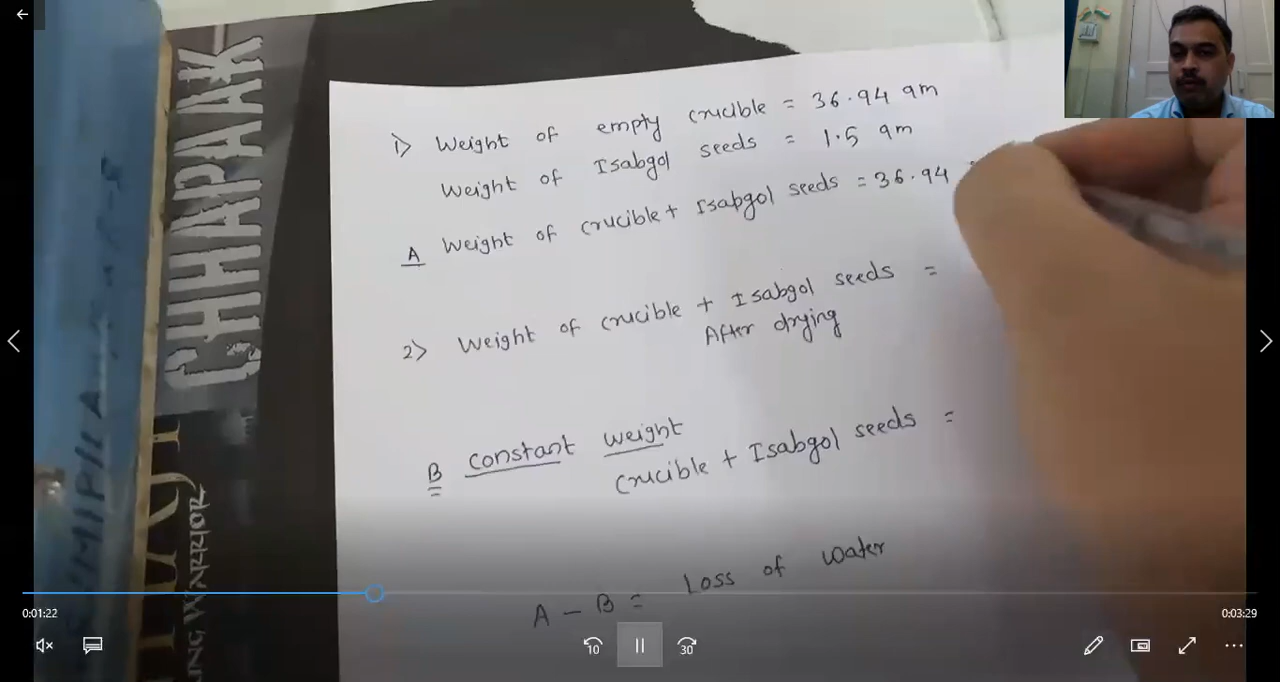 1> Weight of empty crucible = 36.94 gm
Weight of Isabgol seeds = 1.5 gm
A Weight of crucible + Isabgol seeds = 36.94
2> Weight of crucible + Isabgol seeds =
After drying
B constant weight
crucible + Isabgol seeds =
A - B = Loss of water
CHHAPAAK
WARRIOR
0:01:22
0:03:29
10
30